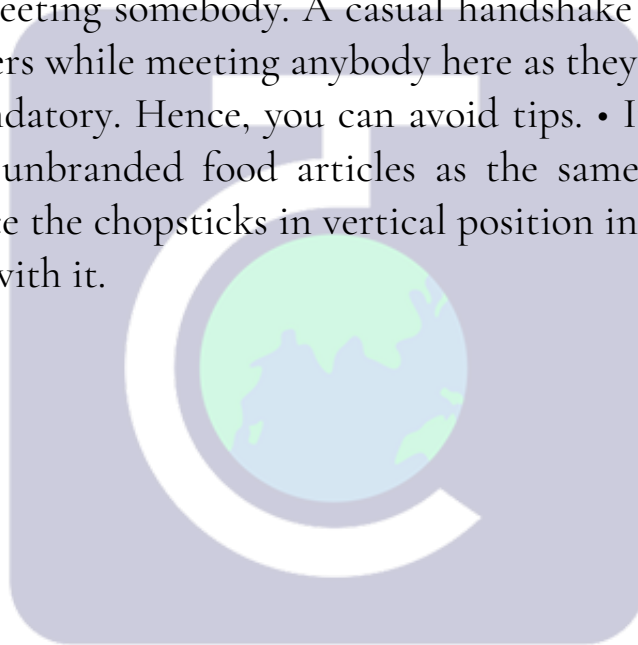 eeting somebody. A casual handshake
ers while meeting anybody here as they
ndatory. Hence, you can avoid tips. • I
unbranded food articles as the same
e the chopsticks in vertical position in
with it.